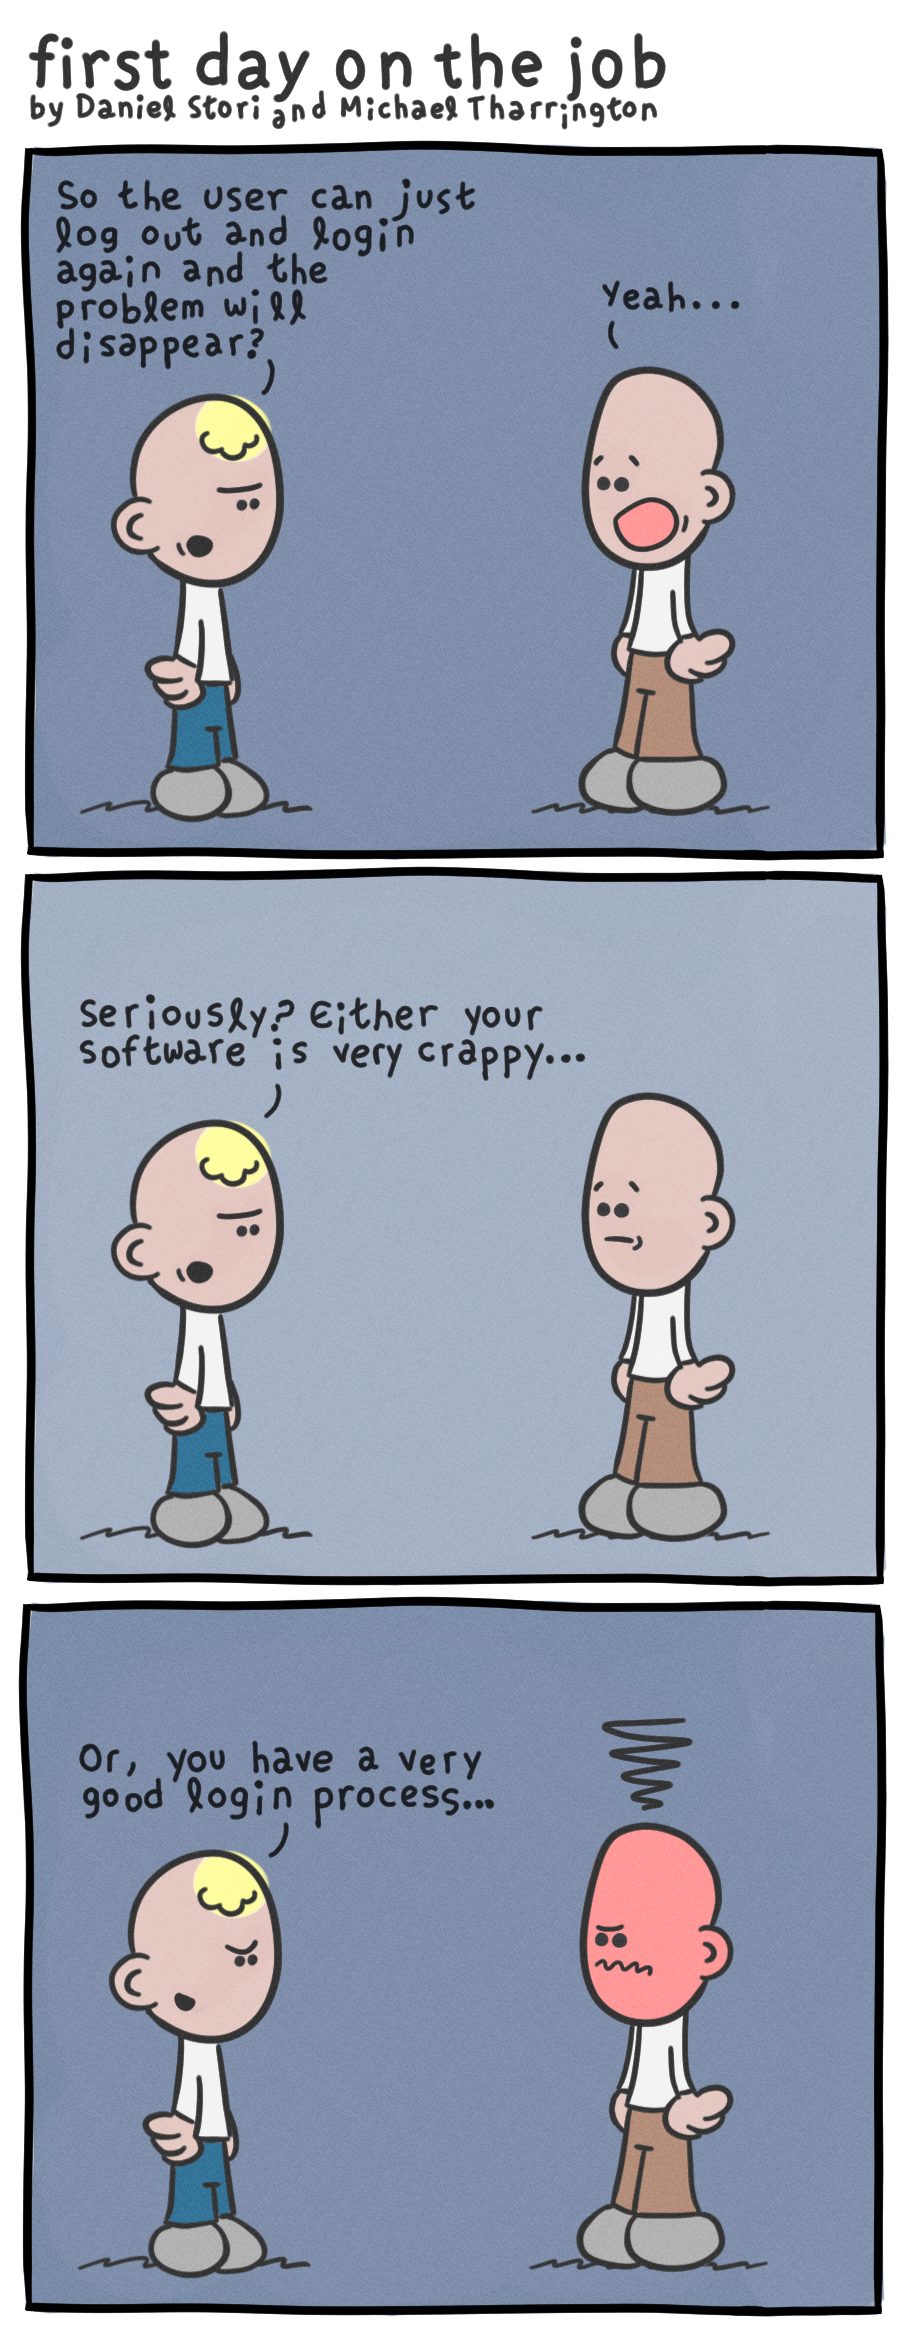 first day on the job
by Daniel Stori and Michael Tharrington
So the user can just
log out and login
again and the
problem will
disappear?
Yeah...
Seriously? Either your
software is very crappy...
Or, you have a very
good login process...